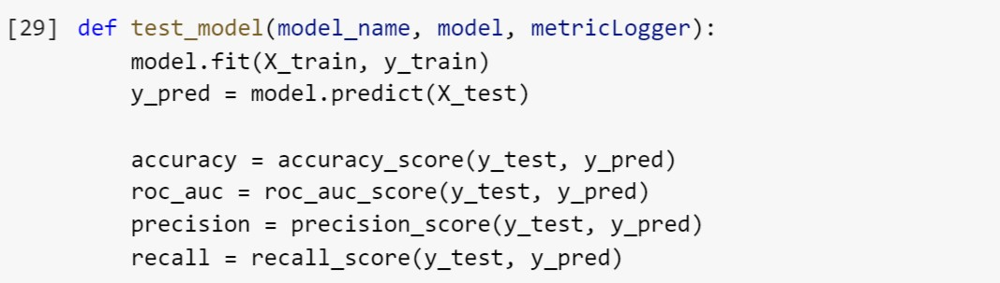 [29] def test_model(model_name, model, metricLogger):
model.fit(X_train, y_train)
y_pred = model.predict(X_test)
accuracy = accuracy_score(y_test, y_pred)
roc_auc = roc_auc_score(y_test, y_pred)
precision = precision_score(y_test, y_pred)
recall = recall_score(y_test, y_pred)